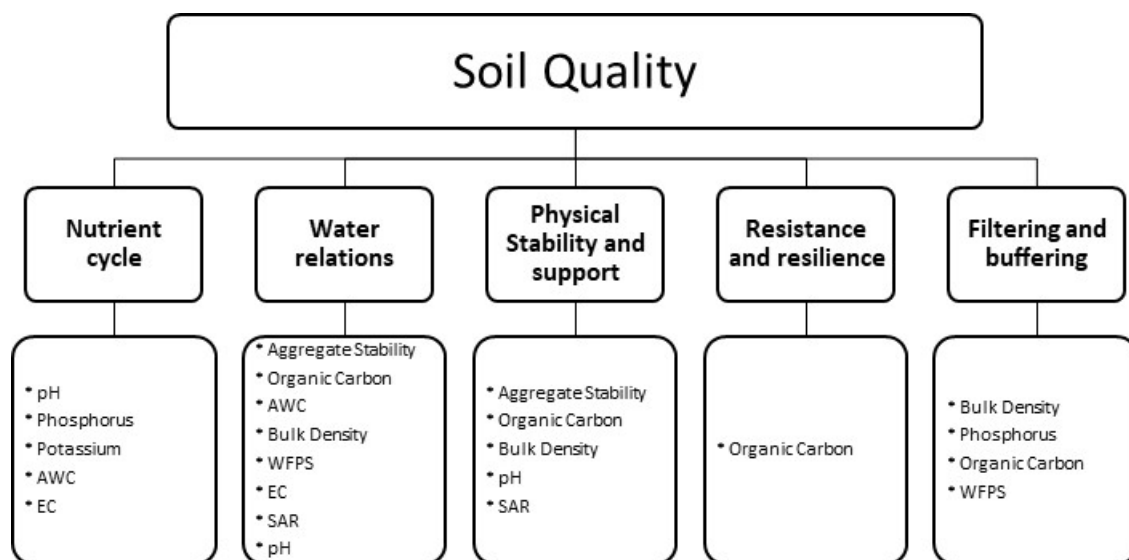 Soil Quality
Nutrient
cycle
Water
relations
Physical
Stability and
support
Resistance
and resilience
Filtering and
buffering
* pH
* Phosphorus
* Potassium
* AWC
* EC
* Aggregate Stability
* Organic Carbon
* AWC
* Bulk Density
* WFPS
* EC
* SAR
* pH
* Aggregate Stability
* Organic Carbon
* Bulk Density
* pH
* SAR
* Organic Carbon
* Bulk Density
* Phosphorus
* Organic Carbon
* WFPS